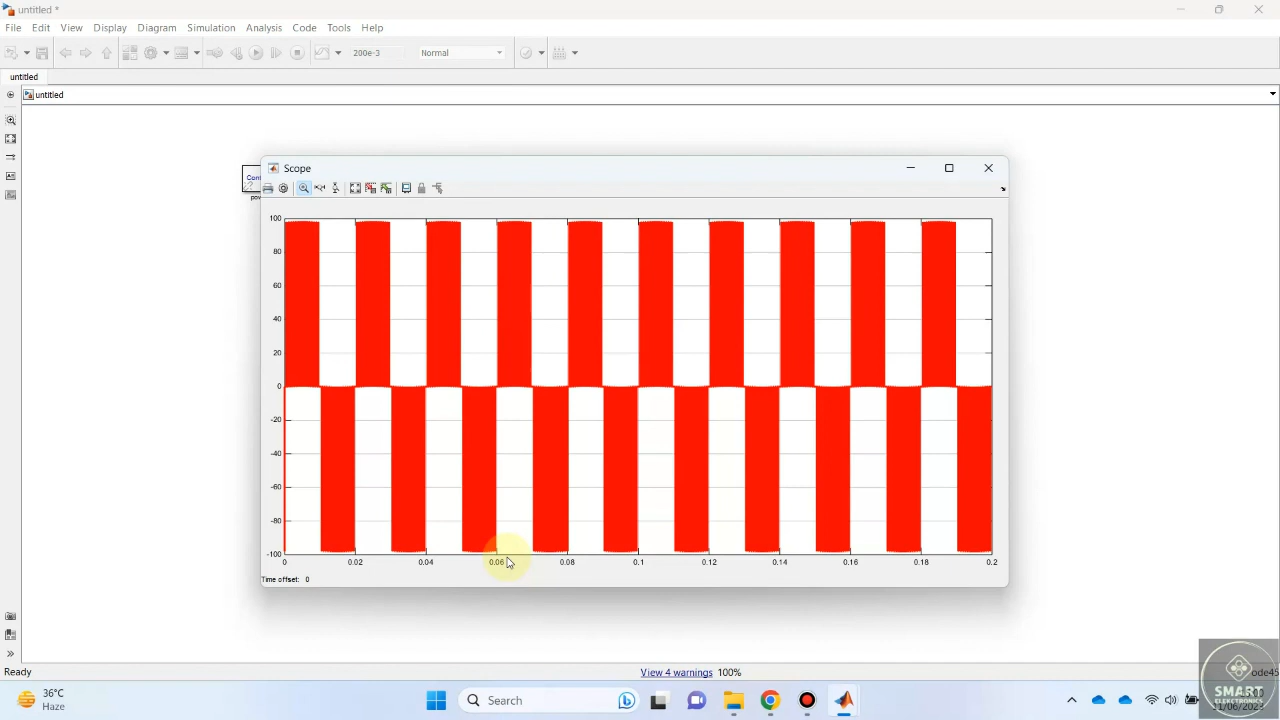 untitled *
File Edit View Display Diagram Simulation Analysis Code Tools Help
200e-3 Normal
untitled
untitled
Scope
100
80
60
40
20
0
-20
-40
-60
-80
-100
0 0.02 0.04 0.06 0.08 0.1 0.12 0.14 0.16 0.18 0.2
Time offset: 0
Ready View 4 warnings 100% ode45
36°C
Haze
Search
SMART
ELECTRONICS